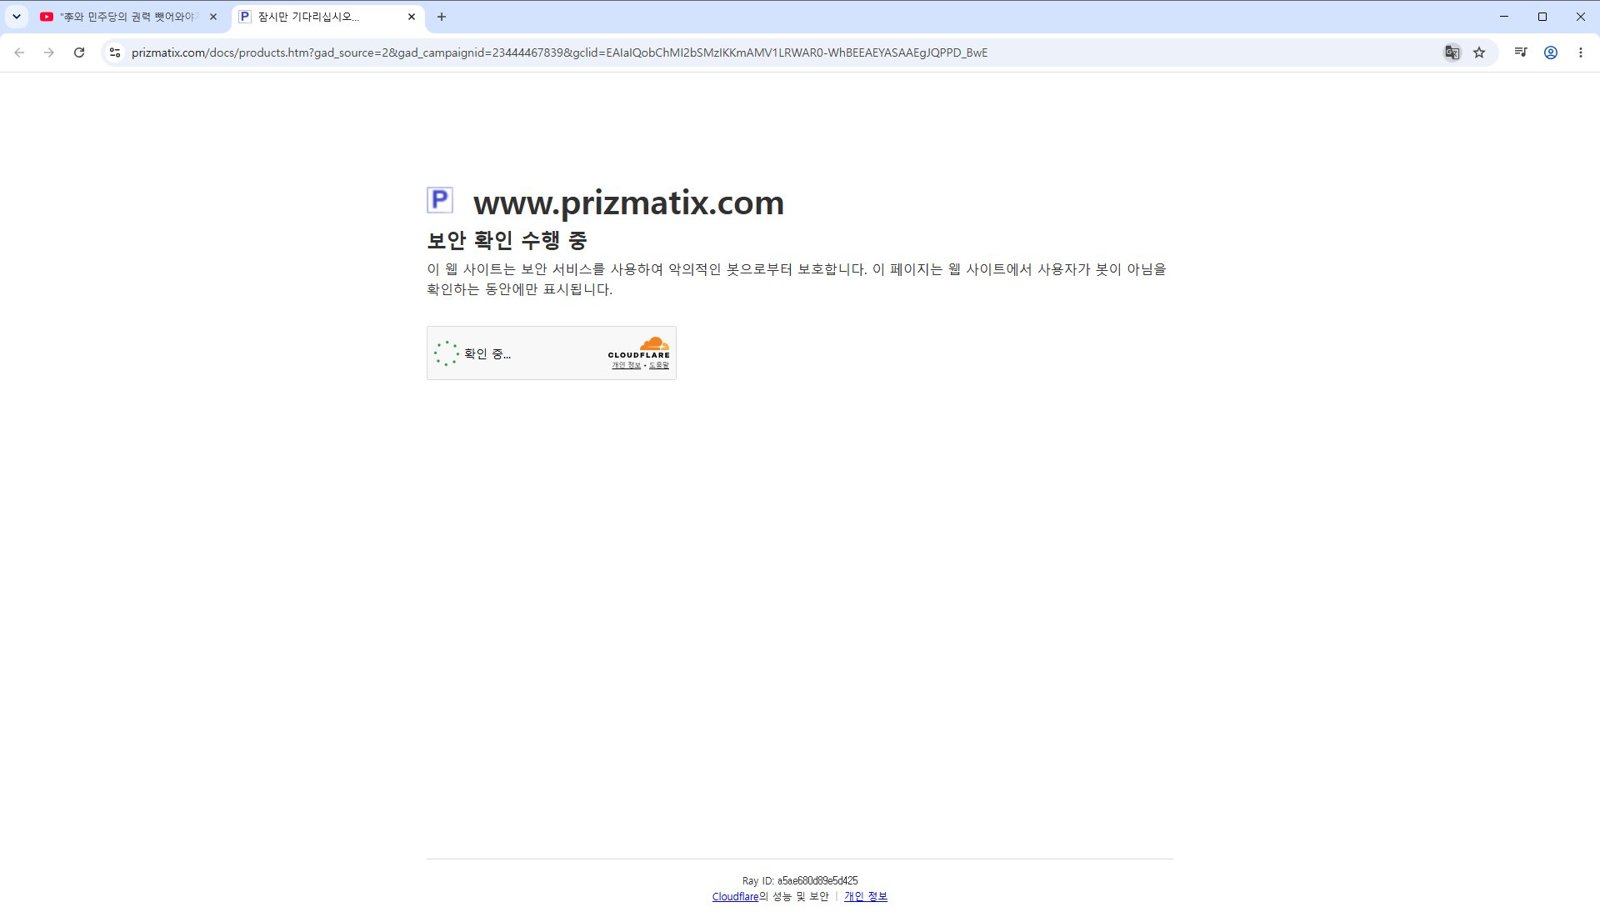 "李와 민주당의 권력 뺏어와야
잠시만 기다리십시오...
prizmatix.com/docs/products.htm?gad_source=2&gad_campaignid=23444467839&gclid=EAIaIQobChMI2bSMzIKKmAMV1LRWAR0-WhBEEAEYASAAEgJQPPD_BwE
P www.prizmatix.com
보안 확인 수행 중
이 웹 사이트는 보안 서비스를 사용하여 악의적인 봇으로부터 보호합니다. 이 페이지는 웹 사이트에서 사용자가 봇이 아님을
확인하는 동안에만 표시됩니다.
확인 중...
CLOUDFLARE
개인 정보 • 도움말
Ray ID: a5ae680d89e5d425
Cloudflare의 성능 및 보안 | 개인 정보